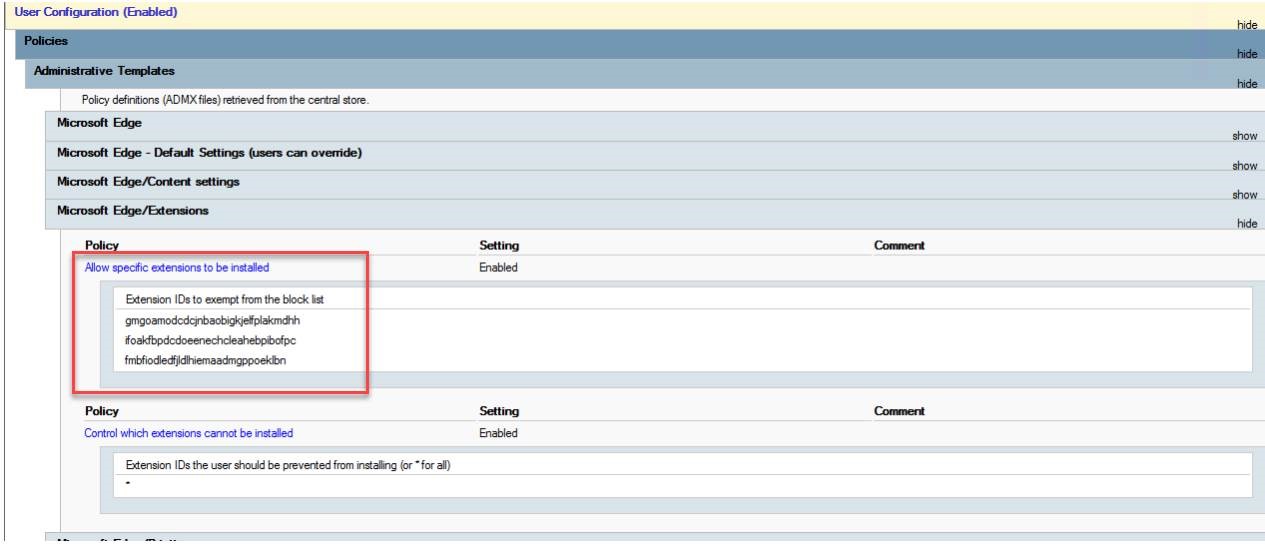 User Configuration (Enabled)
hide
Policies
hide
Administrative Templates
hide
Policy definitions (ADMX files) retrieved from the central store.
Microsoft Edge
show
Microsoft Edge - Default Settings (users can override)
show
Microsoft Edge/Content settings
show
Microsoft Edge/Extensions
hide
Policy Setting Comment
Allow specific extensions to be installed Enabled
Extension IDs to exempt from the block list
gmgoamodcdcjnbaobigkjelfplakmdhh
ifoakfbpdcdoeenechcleahebpibofpc
fmbfiodledfjldlhiemaadmgppoeklbn
Policy Setting Comment
Control which extensions cannot be installed Enabled
Extension IDs the user should be prevented from installing (or * for all)
*